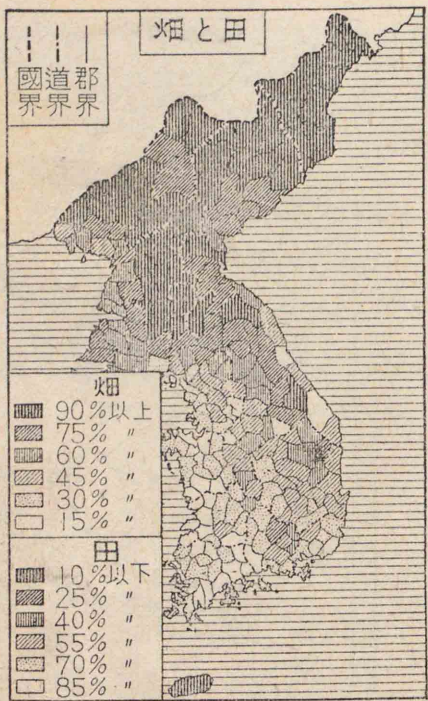 畑と田
郡界
道界
國界
畑
90%以上
75% 〃
60% 〃
45% 〃
30% 〃
15% 〃
田
10%以下
25% 〃
40% 〃
55% 〃
70% 〃
85% 〃